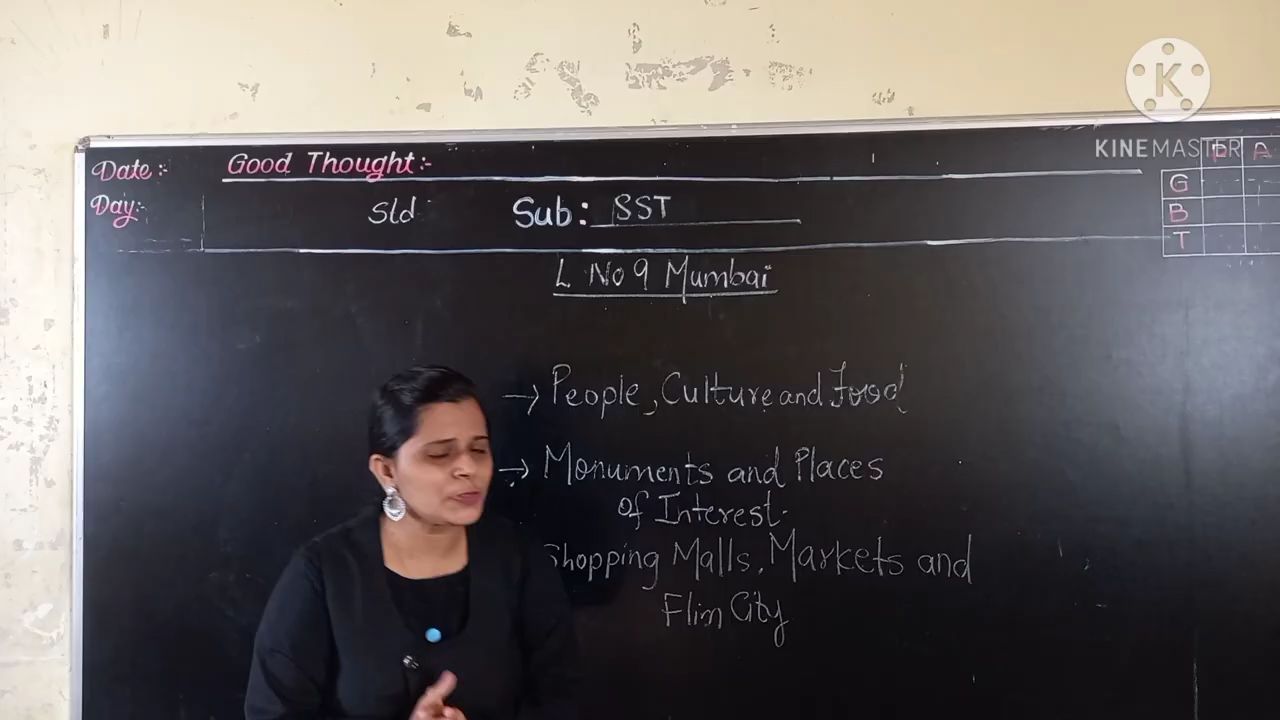 K
KINEMASTER
Date:-
Good Thought:-
Day:-
Std
Sub: SST
A
G
B
T
L No 9 Mumbai
→ People, Culture and Food
→ Monuments and Places
of Interest.
Shopping Malls, Markets and
Flim City